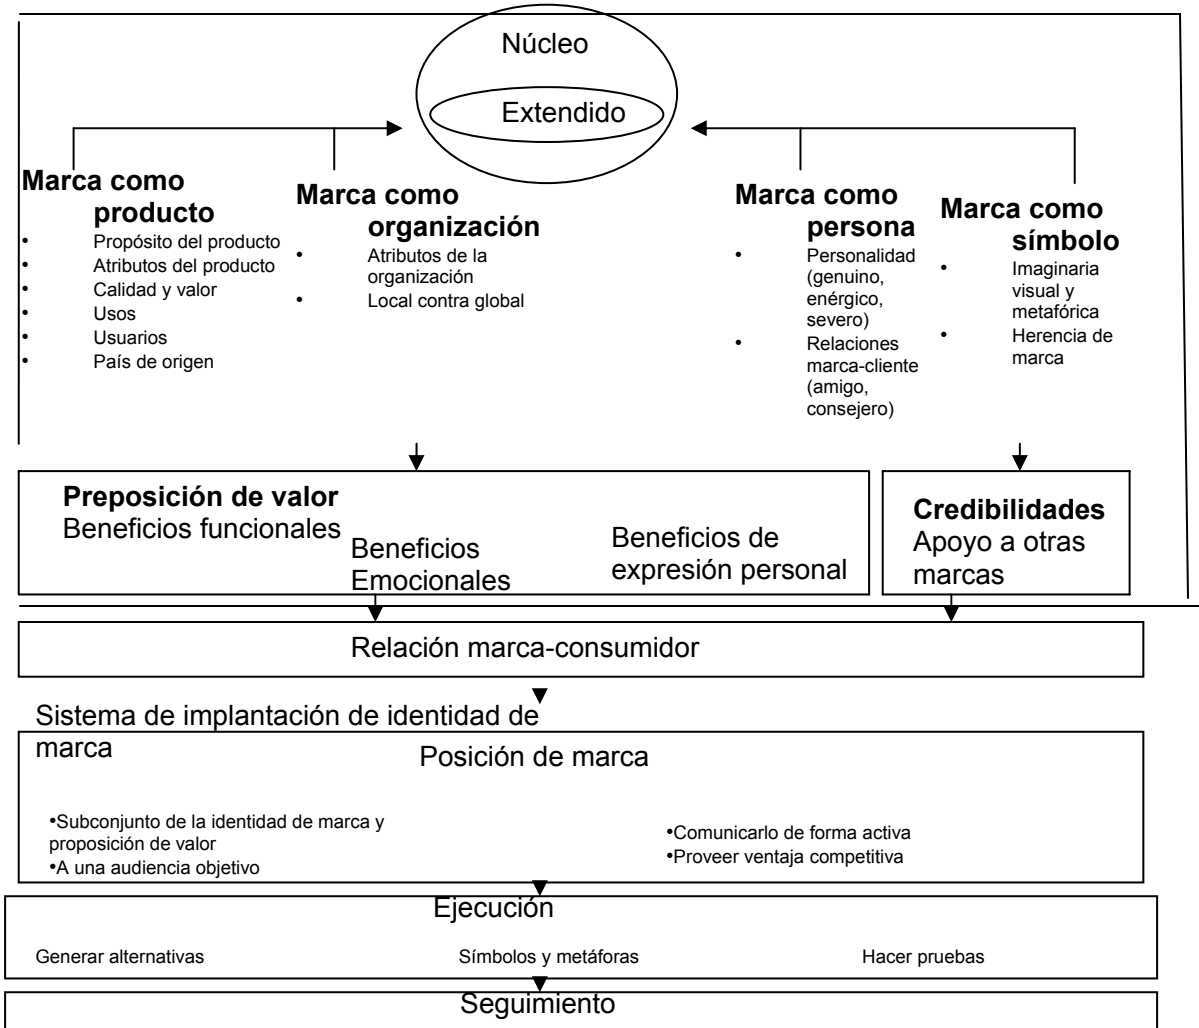 Núcleo
Extendido
Marca como
producto
• Propósito del producto
• Atributos del producto
• Calidad y valor
• Usos
• Usuarios
• País de origen
Marca como
organización
• Atributos de la
organización
• Local contra global
Marca como
persona
• Personalidad
(genuino,
enérgico,
severo)
• Relaciones
marca-cliente
(amigo,
consejero)
Marca como
símbolo
• Imaginaria
visual y
metafórica
• Herencia de
marca
Preposición de valor
Beneficios funcionales
Beneficios
Emocionales
Beneficios de
expresión personal
Credibilidades
Apoyo a otras
marcas
Relación marca-consumidor
Sistema de implantación de identidad de
marca
Posición de marca
•Subconjunto de la identidad de marca y
proposición de valor
•A una audiencia objetivo
•Comunicarlo de forma activa
•Proveer ventaja competitiva
Ejecución
Generar alternativas
Símbolos y metáforas
Hacer pruebas
Seguimiento